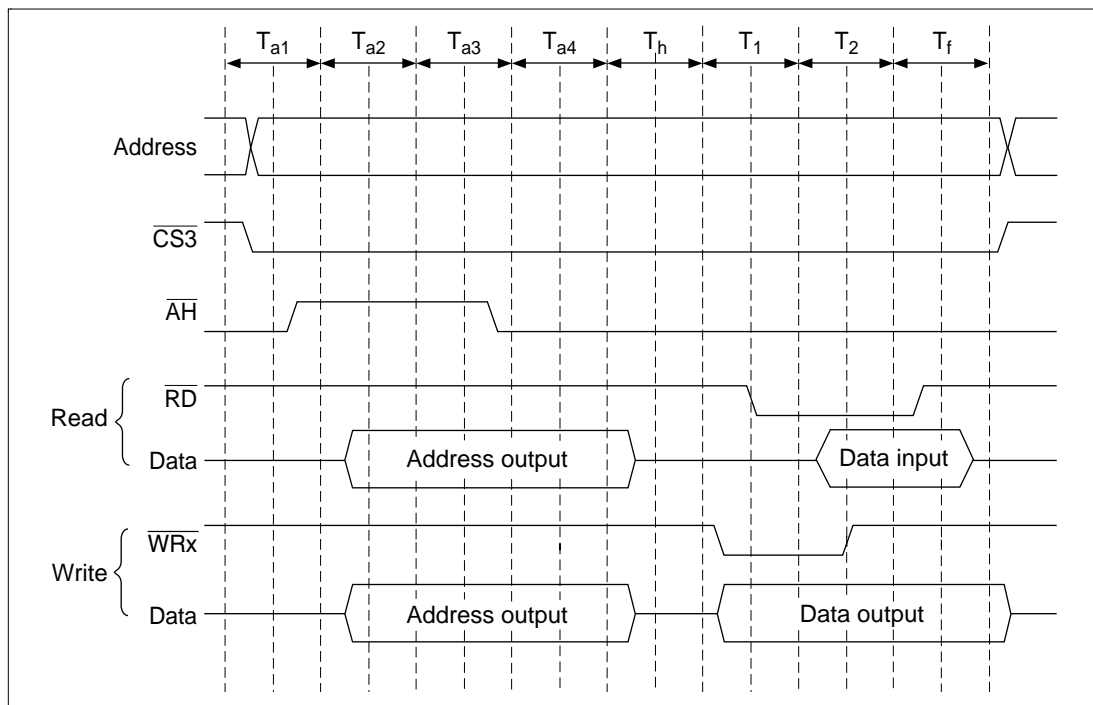 Ta1 Ta2 Ta3 Ta4 Th T1 T2 Tf
Address
CS3
AH
Read
RD
Data Address output Data input
Write
WRx
Data Address output Data output